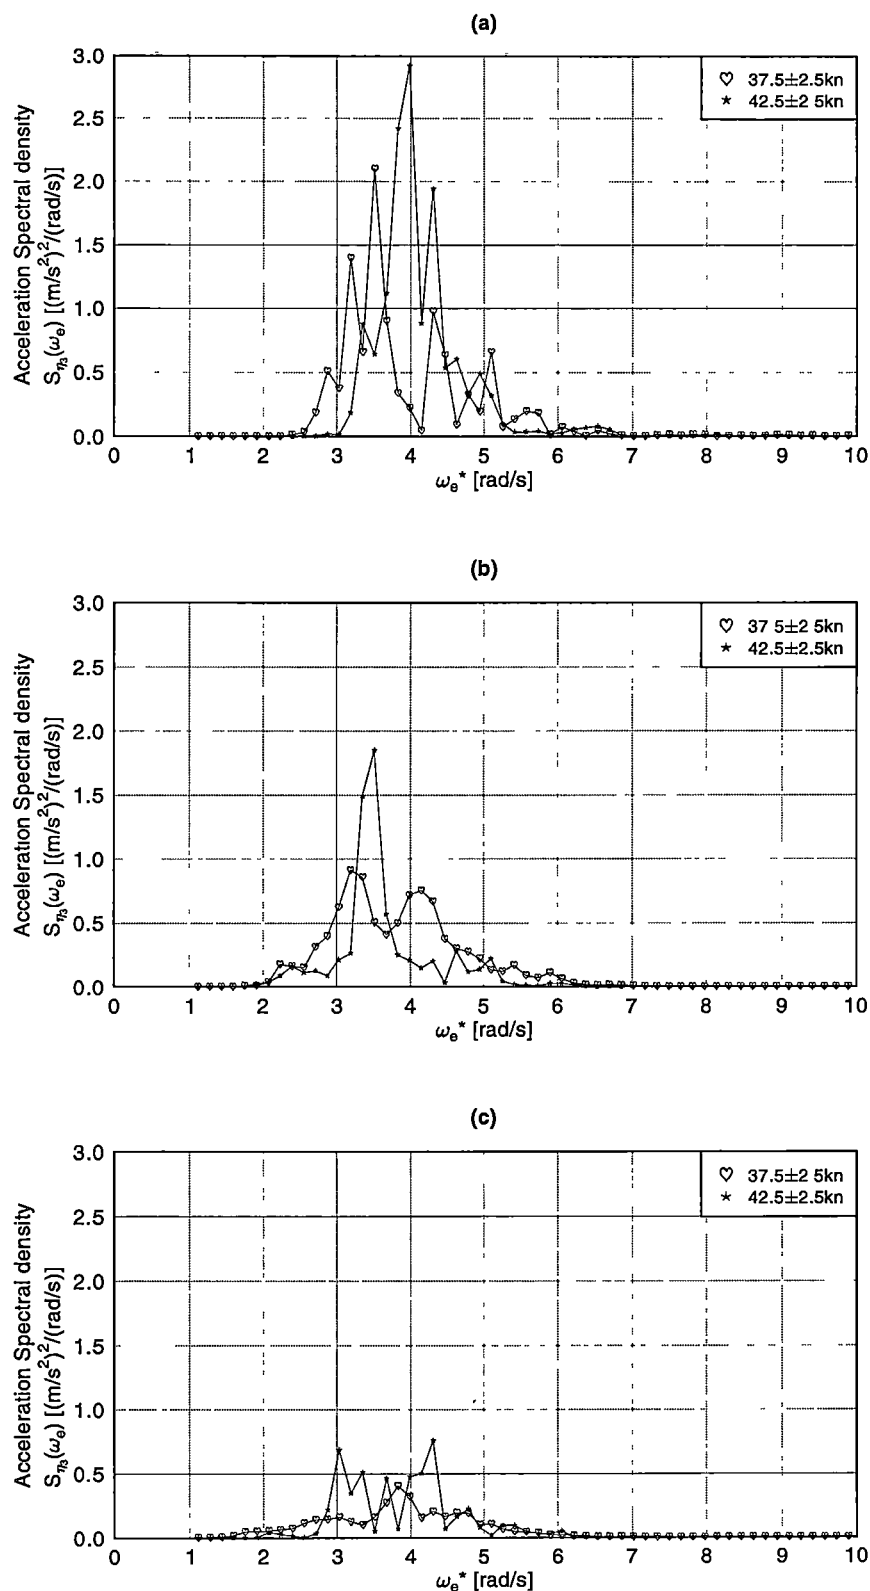 (a)
Acceleration Spectral density
S_η₃(ω_e) [(m/s²)²/(rad/s)]
3.0
2.5
2.0
1.5
1.0
0.5
0.0
♡ 37.5±2.5kn
★ 42.5±2 5kn
0 1 2 3 4 5 6 7 8 9 10
ω_e* [rad/s]
(b)
Acceleration Spectral density
S_η₃(ω_e) [(m/s²)²/(rad/s)]
3.0
2.5
2.0
1.5
1.0
0.5
0.0
♡ 37 5±2 5kn
★ 42.5±2.5kn
0 1 2 3 4 5 6 7 8 9 10
ω_e* [rad/s]
(c)
Acceleration Spectral density
S_η₃(ω_e) [(m/s²)²/(rad/s)]
3.0
2.5
2.0
1.5
1.0
0.5
0.0
♡ 37.5±2 5kn
★ 42.5±2.5kn
0 1 2 3 4 5 6 7 8 9 10
ω_e* [rad/s]